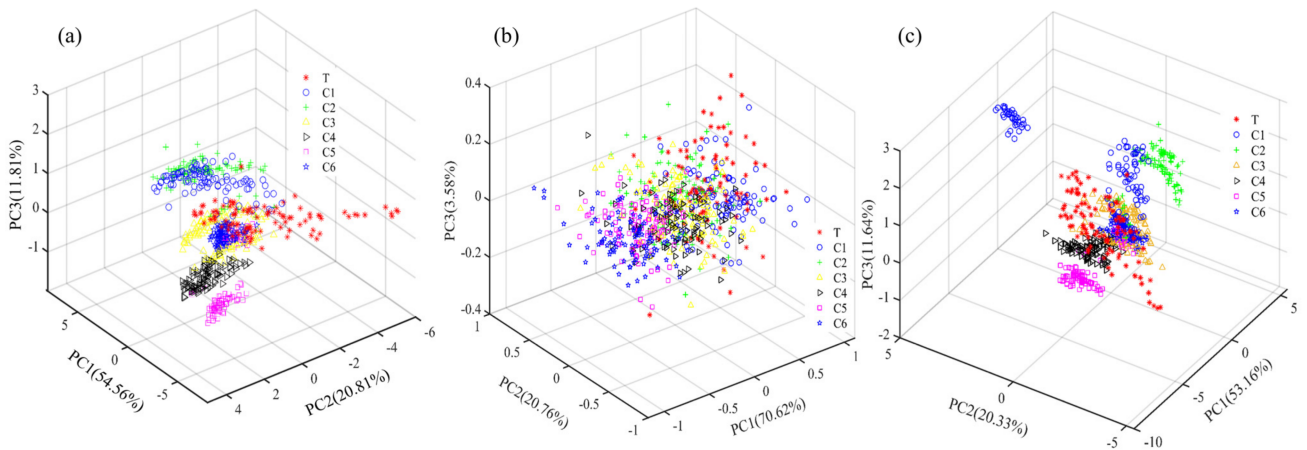 (a)
3
2
1
0
-1
PC3(11.81%)
5
0
-5
PC1(54.56%)
4
2
0
-2
-4
-6
PC2(20.81%)
T
C1
C2
C3
C4
C5
C6
(b)
0.4
0.2
0
-0.2
-0.4
PC3(3.58%)
1
0.5
0
-0.5
-1
PC2(20.76%)
-1
-0.5
0
0.5
1
PC1(70.62%)
T
C1
C2
C3
C4
C5
C6
(c)
3
2
1
0
-1
-2
PC3(11.64%)
5
0
-5
PC2(20.33%)
-10
-5
0
5
PC1(53.16%)
T
C1
C2
C3
C4
C5
C6